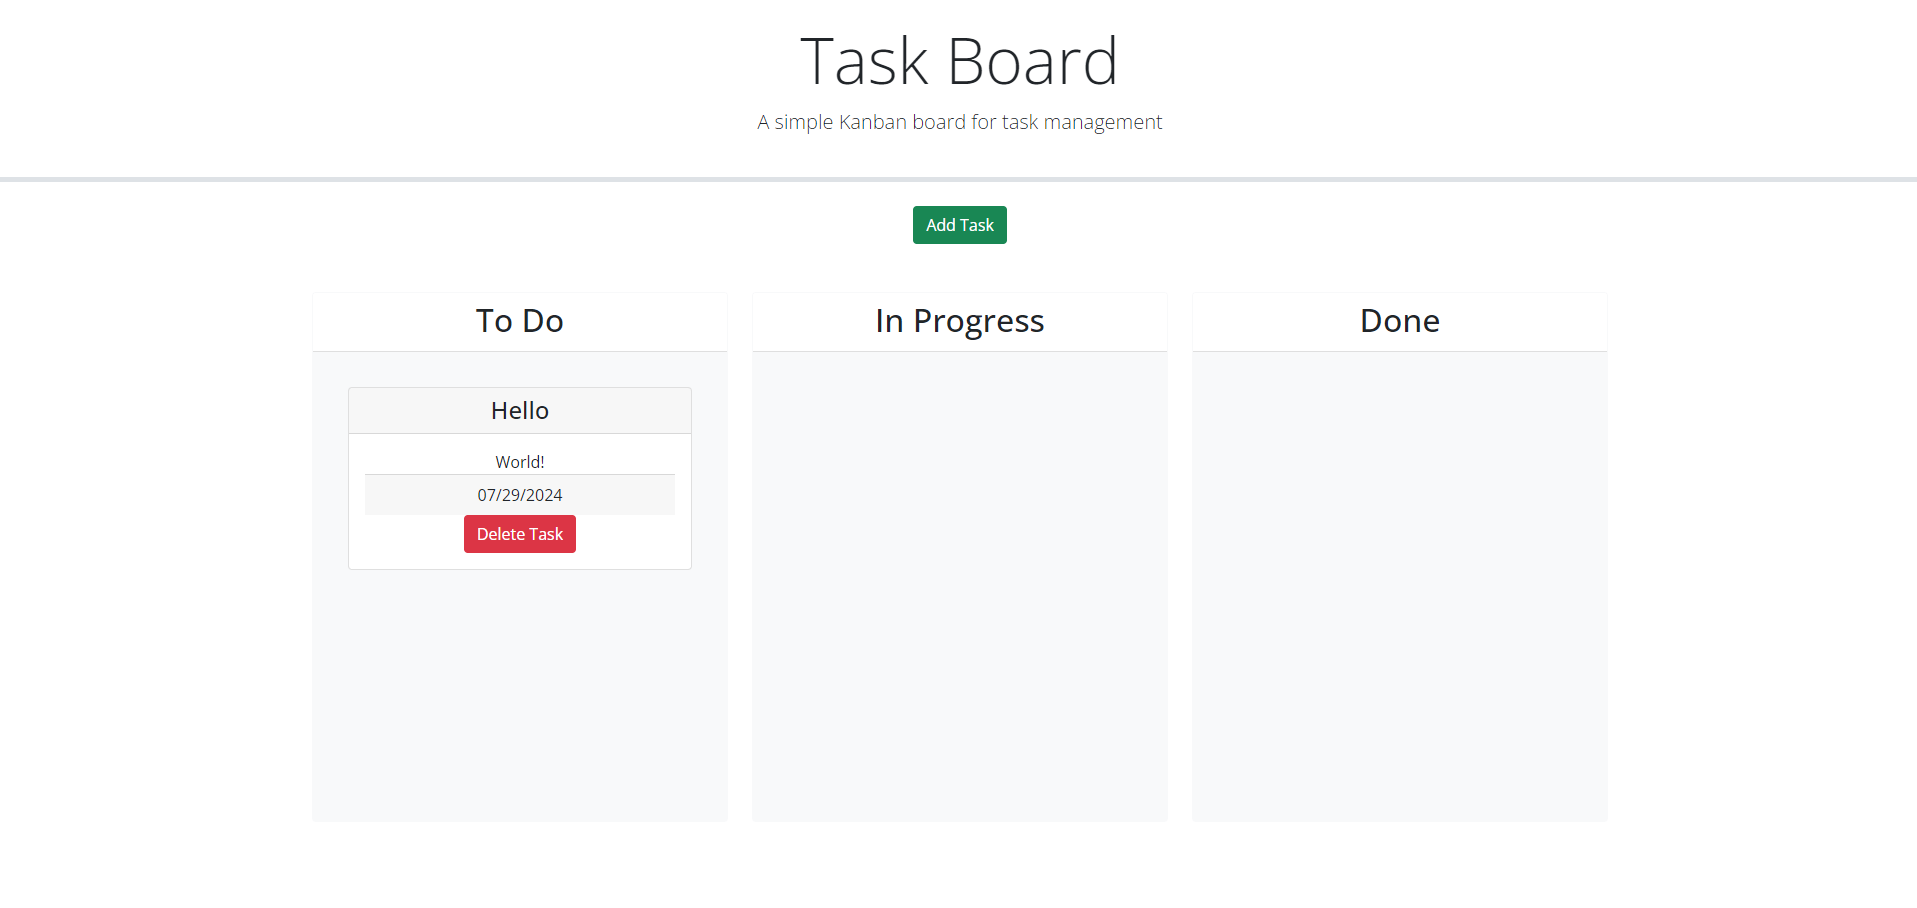 Task Board
A simple Kanban board for task management
Add Task
To Do
Hello
World!
07/29/2024
Delete Task
In Progress
Done